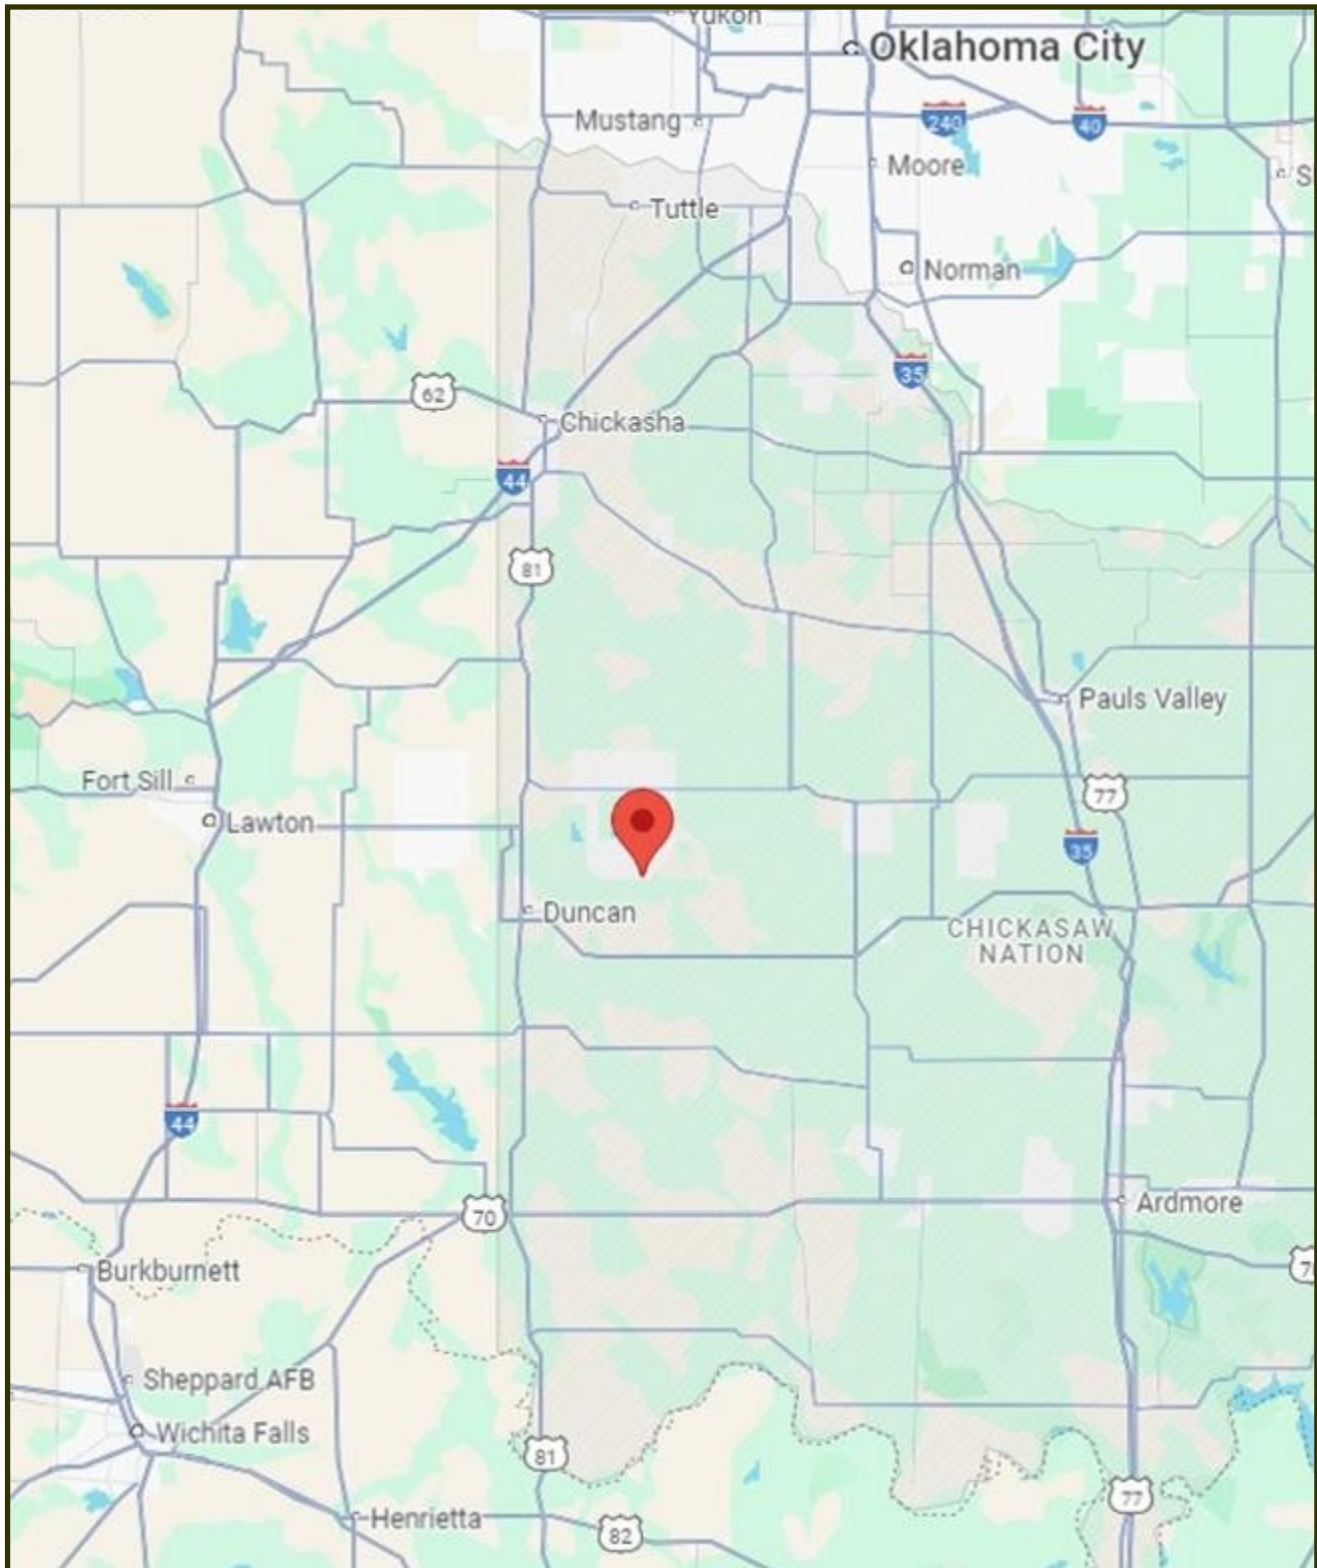 Yukon
Oklahoma City
Mustang
240
40
Moore
S
Tuttle
Norman
35
62
Chickasha
44
81
Pauls Valley
Fort Sill
77
Lawton
35
Duncan
CHICKASAW
NATION
44
70
Ardmore
Burkburnett
7
Sheppard AFB
Wichita Falls
81
77
Henrietta
82